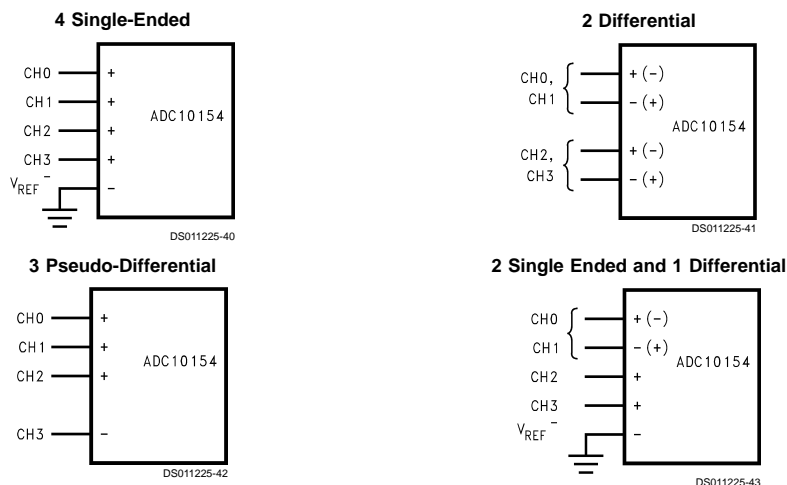 4 Single-Ended
CH0 +
CH1 +
ADC10154
CH2 +
CH3 +
VREF- -
DS011225-40
2 Differential
CH0, + (-)
CH1 - (+)
ADC10154
CH2, + (-)
CH3 - (+)
DS011225-41
3 Pseudo-Differential
CH0 +
CH1 +
ADC10154
CH2 +
CH3 -
DS011225-42
2 Single Ended and 1 Differential
CH0 + (-)
CH1 - (+)
ADC10154
CH2 +
CH3 +
VREF- -
DS011225-43